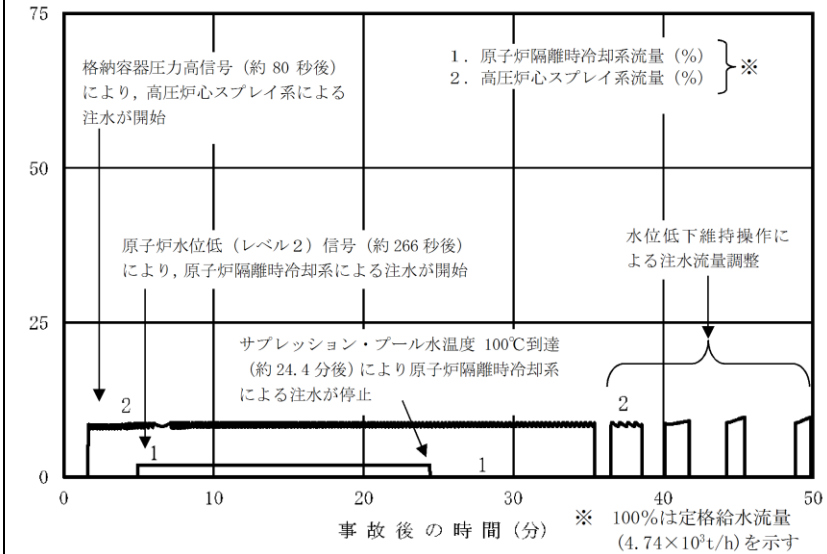 75
50
25
0
格納容器圧力高信号（約 80 秒後）
により，高圧炉心スプレイ系による
注水が開始
1．原子炉隔離時冷却系流量（%）
2．高圧炉心スプレイ系流量（%）
※
原子炉水位低（レベル２）信号（約 266 秒後）
により，原子炉隔離時冷却系による注水が開始
水位低下維持操作に
よる注水流量調整
サプレッション・プール水温度 100℃到達
（約 24.4 分後）により原子炉隔離時冷却系
による注水が停止
2
2
1
1
0
10
20
30
40
50
事 故 後 の 時 間（分）
※　100％は定格給水流量
（4.74×10³t/h）を示す